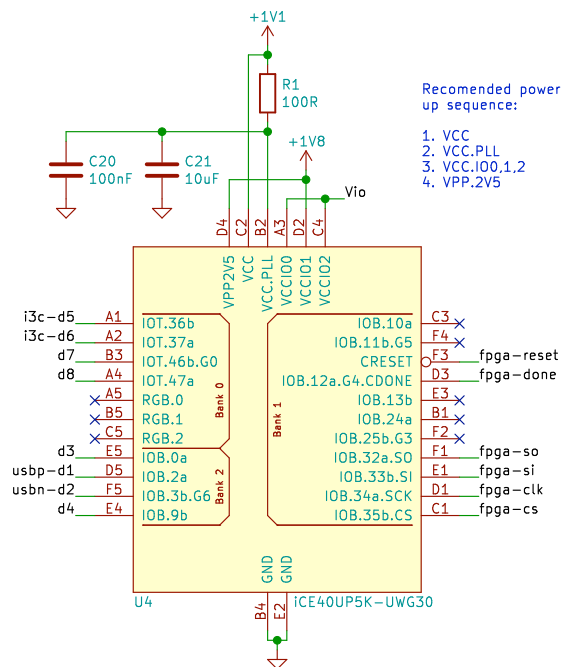 +1V1
R1
100R
Recomended power
up sequence:
1. VCC
2. VCC.PLL
3. VCC.IO0,1,2
4. VPP.2V5
+1V8
C20
100nF
C21
10uF
Vio
D4
C2
B2
A3
D2
C4
VPP2V5
VCC
VCC.PLL
VCCIO0
VCCIO1
VCCIO2
i3c-d5 A1 IOT.36b
i3c-d6 A2 IOT.37a
d7 B3 IOT.46b.G0
d8 A4 IOT.47a
A5 RGB.0
B5 RGB.1
C5 RGB.2
Bank 0
d3 E5 IOB.0a
usbp-d1 D5 IOB.2a
usbn-d2 F5 IOB.3b.G6
d4 E4 IOB.9b
Bank 2
Bank 1
IOB.10a C3
IOB.11b.G5 F4
CRESET F3 fpga-reset
IOB.12a.G4.CDONE D3 fpga-done
IOB.13b E3
IOB.24a B1
IOB.25b.G3 F2
IOB.32a.SO F1 fpga-so
IOB.33b.SI E1 fpga-si
IOB.34a.SCK D1 fpga-clk
IOB.35b.CS C1 fpga-cs
GND
GND
U4
iCE40UP5K-UWG30
B4
E2